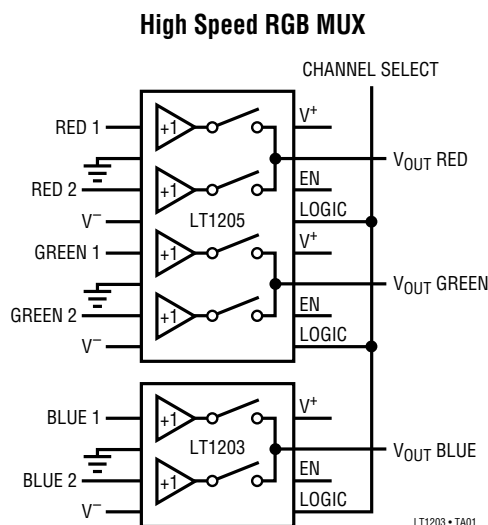 High Speed RGB MUX
CHANNEL SELECT
RED 1
+1
V+
VOUT RED
RED 2
+1
EN
V−
LT1205
LOGIC
GREEN 1
+1
V+
VOUT GREEN
GREEN 2
+1
EN
V−
LOGIC
BLUE 1
+1
V+
LT1203
VOUT BLUE
BLUE 2
+1
EN
V−
LOGIC
LT1203 • TA01